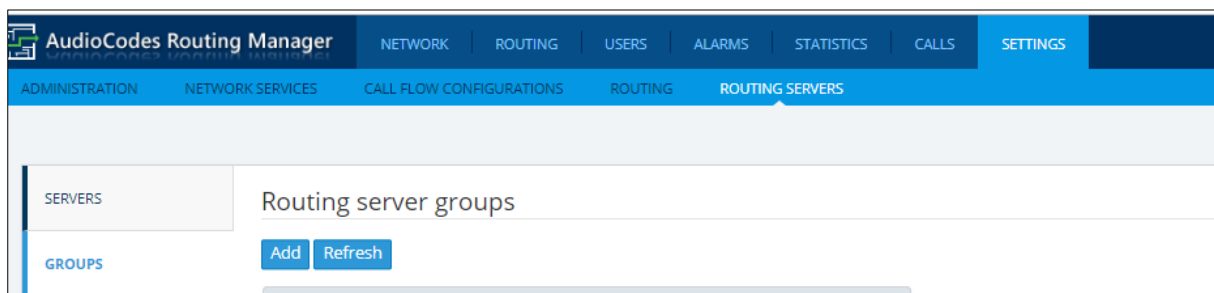 AudioCodes Routing Manager NETWORK ROUTING USERS ALARMS STATISTICS CALLS SETTINGS
ADMINISTRATION NETWORK SERVICES CALL FLOW CONFIGURATIONS ROUTING ROUTING SERVERS
SERVERS
Routing server groups
Add Refresh
GROUPS